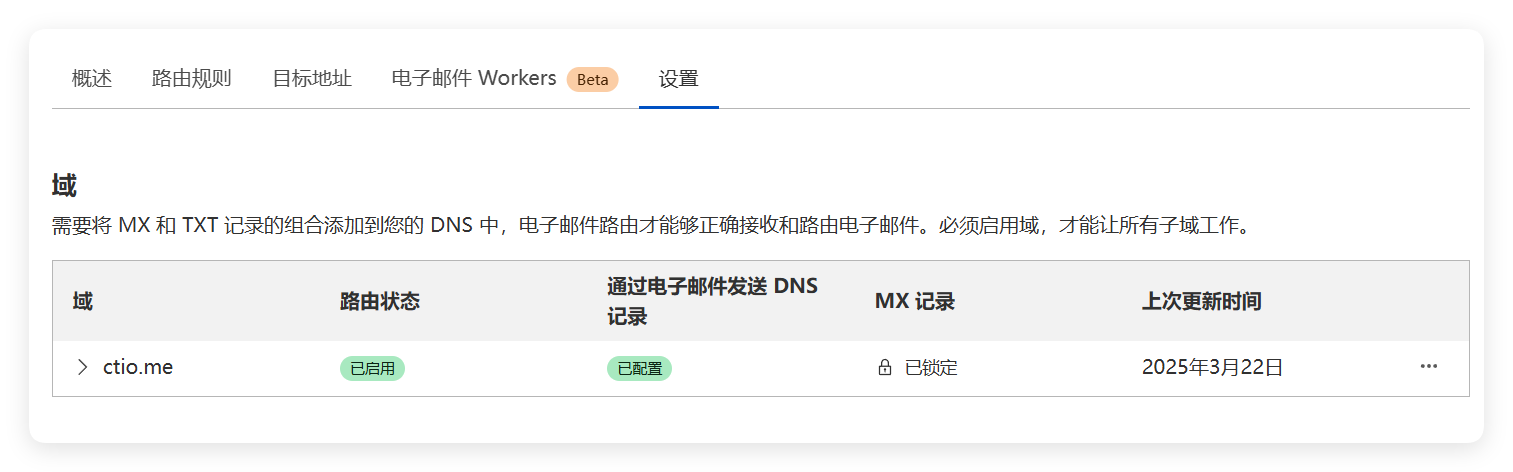 概述 路由规则 目标地址 电子邮件 Workers Beta 设置
域
需要将 MX 和 TXT 记录的组合添加到您的 DNS 中，电子邮件路由才能够正确接收和路由电子邮件。必须启用域，才能让所有子域工作。
域 路由状态 通过电子邮件发送 DNS 记录 MX 记录 上次更新时间
ctio.me 已启用 已配置 已锁定 2025年3月22日 ···